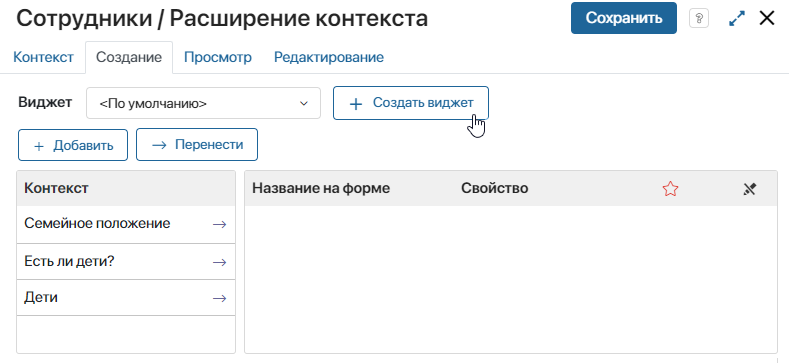 Сотрудники / Расширение контекста
Сохранить
?
Контекст Создание Просмотр Редактирование
Виджет <По умолчанию> + Создать виджет
+ Добавить → Перенести
Контекст Название на форме Свойство
Семейное положение →
Есть ли дети? →
Дети →